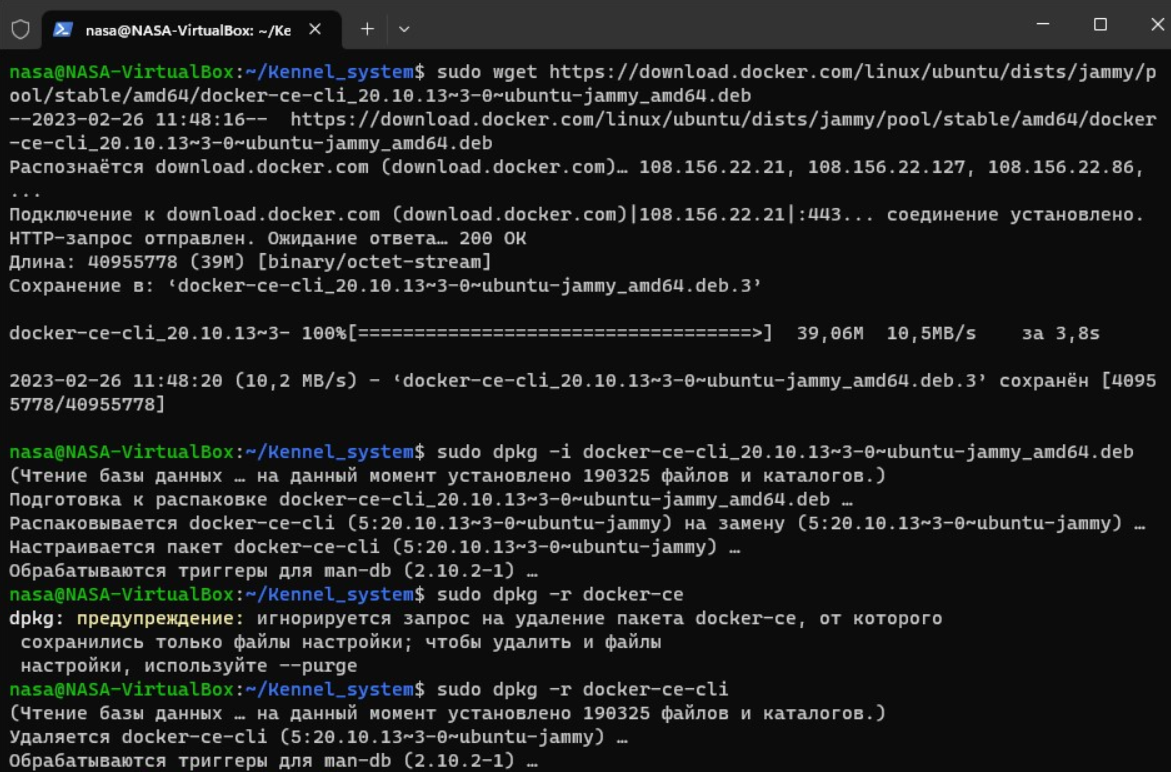 nasa@NASA-VirtualBox: ~/Ke
nasa@NASA-VirtualBox:~/Kennel_system$ sudo wget https://download.docker.com/linux/ubuntu/dists/jammy/p
ool/stable/amd64/docker-ce-cli_20.10.13~3-0~ubuntu-jammy_amd64.deb
--2023-02-26 11:48:16--  https://download.docker.com/linux/ubuntu/dists/jammy/pool/stable/amd64/docker
-ce-cli_20.10.13~3-0~ubuntu-jammy_amd64.deb
Распознаётся download.docker.com (download.docker.com)… 108.156.22.21, 108.156.22.127, 108.156.22.86,
...
Подключение к download.docker.com (download.docker.com)|108.156.22.21|:443... соединение установлено.
HTTP-запрос отправлен. Ожидание ответа… 200 OK
Длина: 40955778 (39M) [binary/octet-stream]
Сохранение в: ‘docker-ce-cli_20.10.13~3-0~ubuntu-jammy_amd64.deb.3’
docker-ce-cli_20.10.13~3- 100%[===================================>]  39,06M  10,5MB/s    за 3,8s
2023-02-26 11:48:20 (10,2 MB/s) - ‘docker-ce-cli_20.10.13~3-0~ubuntu-jammy_amd64.deb.3’ сохранён [4095
5778/40955778]
nasa@NASA-VirtualBox:~/Kennel_system$ sudo dpkg -i docker-ce-cli_20.10.13~3-0~ubuntu-jammy_amd64.deb
(Чтение базы данных … на данный момент установлено 190325 файлов и каталогов.)
Подготовка к распаковке docker-ce-cli_20.10.13~3-0~ubuntu-jammy_amd64.deb …
Распаковывается docker-ce-cli (5:20.10.13~3-0~ubuntu-jammy) на замену (5:20.10.13~3-0~ubuntu-jammy) …
Настраивается пакет docker-ce-cli (5:20.10.13~3-0~ubuntu-jammy) …
Обрабатываются триггеры для man-db (2.10.2-1) …
nasa@NASA-VirtualBox:~/Kennel_system$ sudo dpkg -r docker-ce
dpkg: предупреждение: игнорируется запрос на удаление пакета docker-ce, от которого
сохранились только файлы настройки; чтобы удалить и файлы
настройки, используйте --purge
nasa@NASA-VirtualBox:~/Kennel_system$ sudo dpkg -r docker-ce-cli
(Чтение базы данных … на данный момент установлено 190325 файлов и каталогов.)
Удаляется docker-ce-cli (5:20.10.13~3-0~ubuntu-jammy) …
Обрабатываются триггеры для man-db (2.10.2-1) …